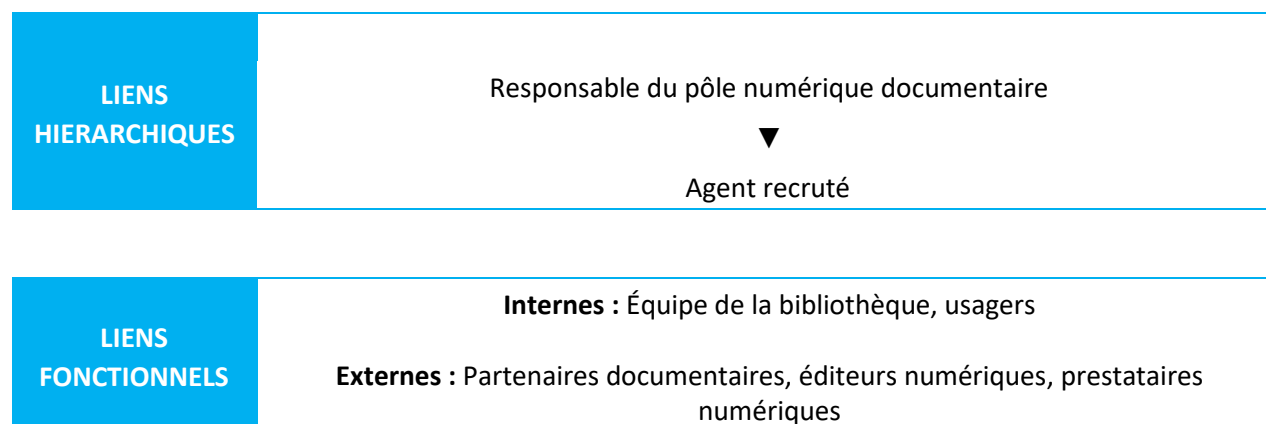 LIENS
HIERARCHIQUES
Responsable du pôle numérique documentaire
▼
Agent recruté
LIENS
FONCTIONNELS
Internes : Équipe de la bibliothèque, usagers
Externes : Partenaires documentaires, éditeurs numériques, prestataires
numériques